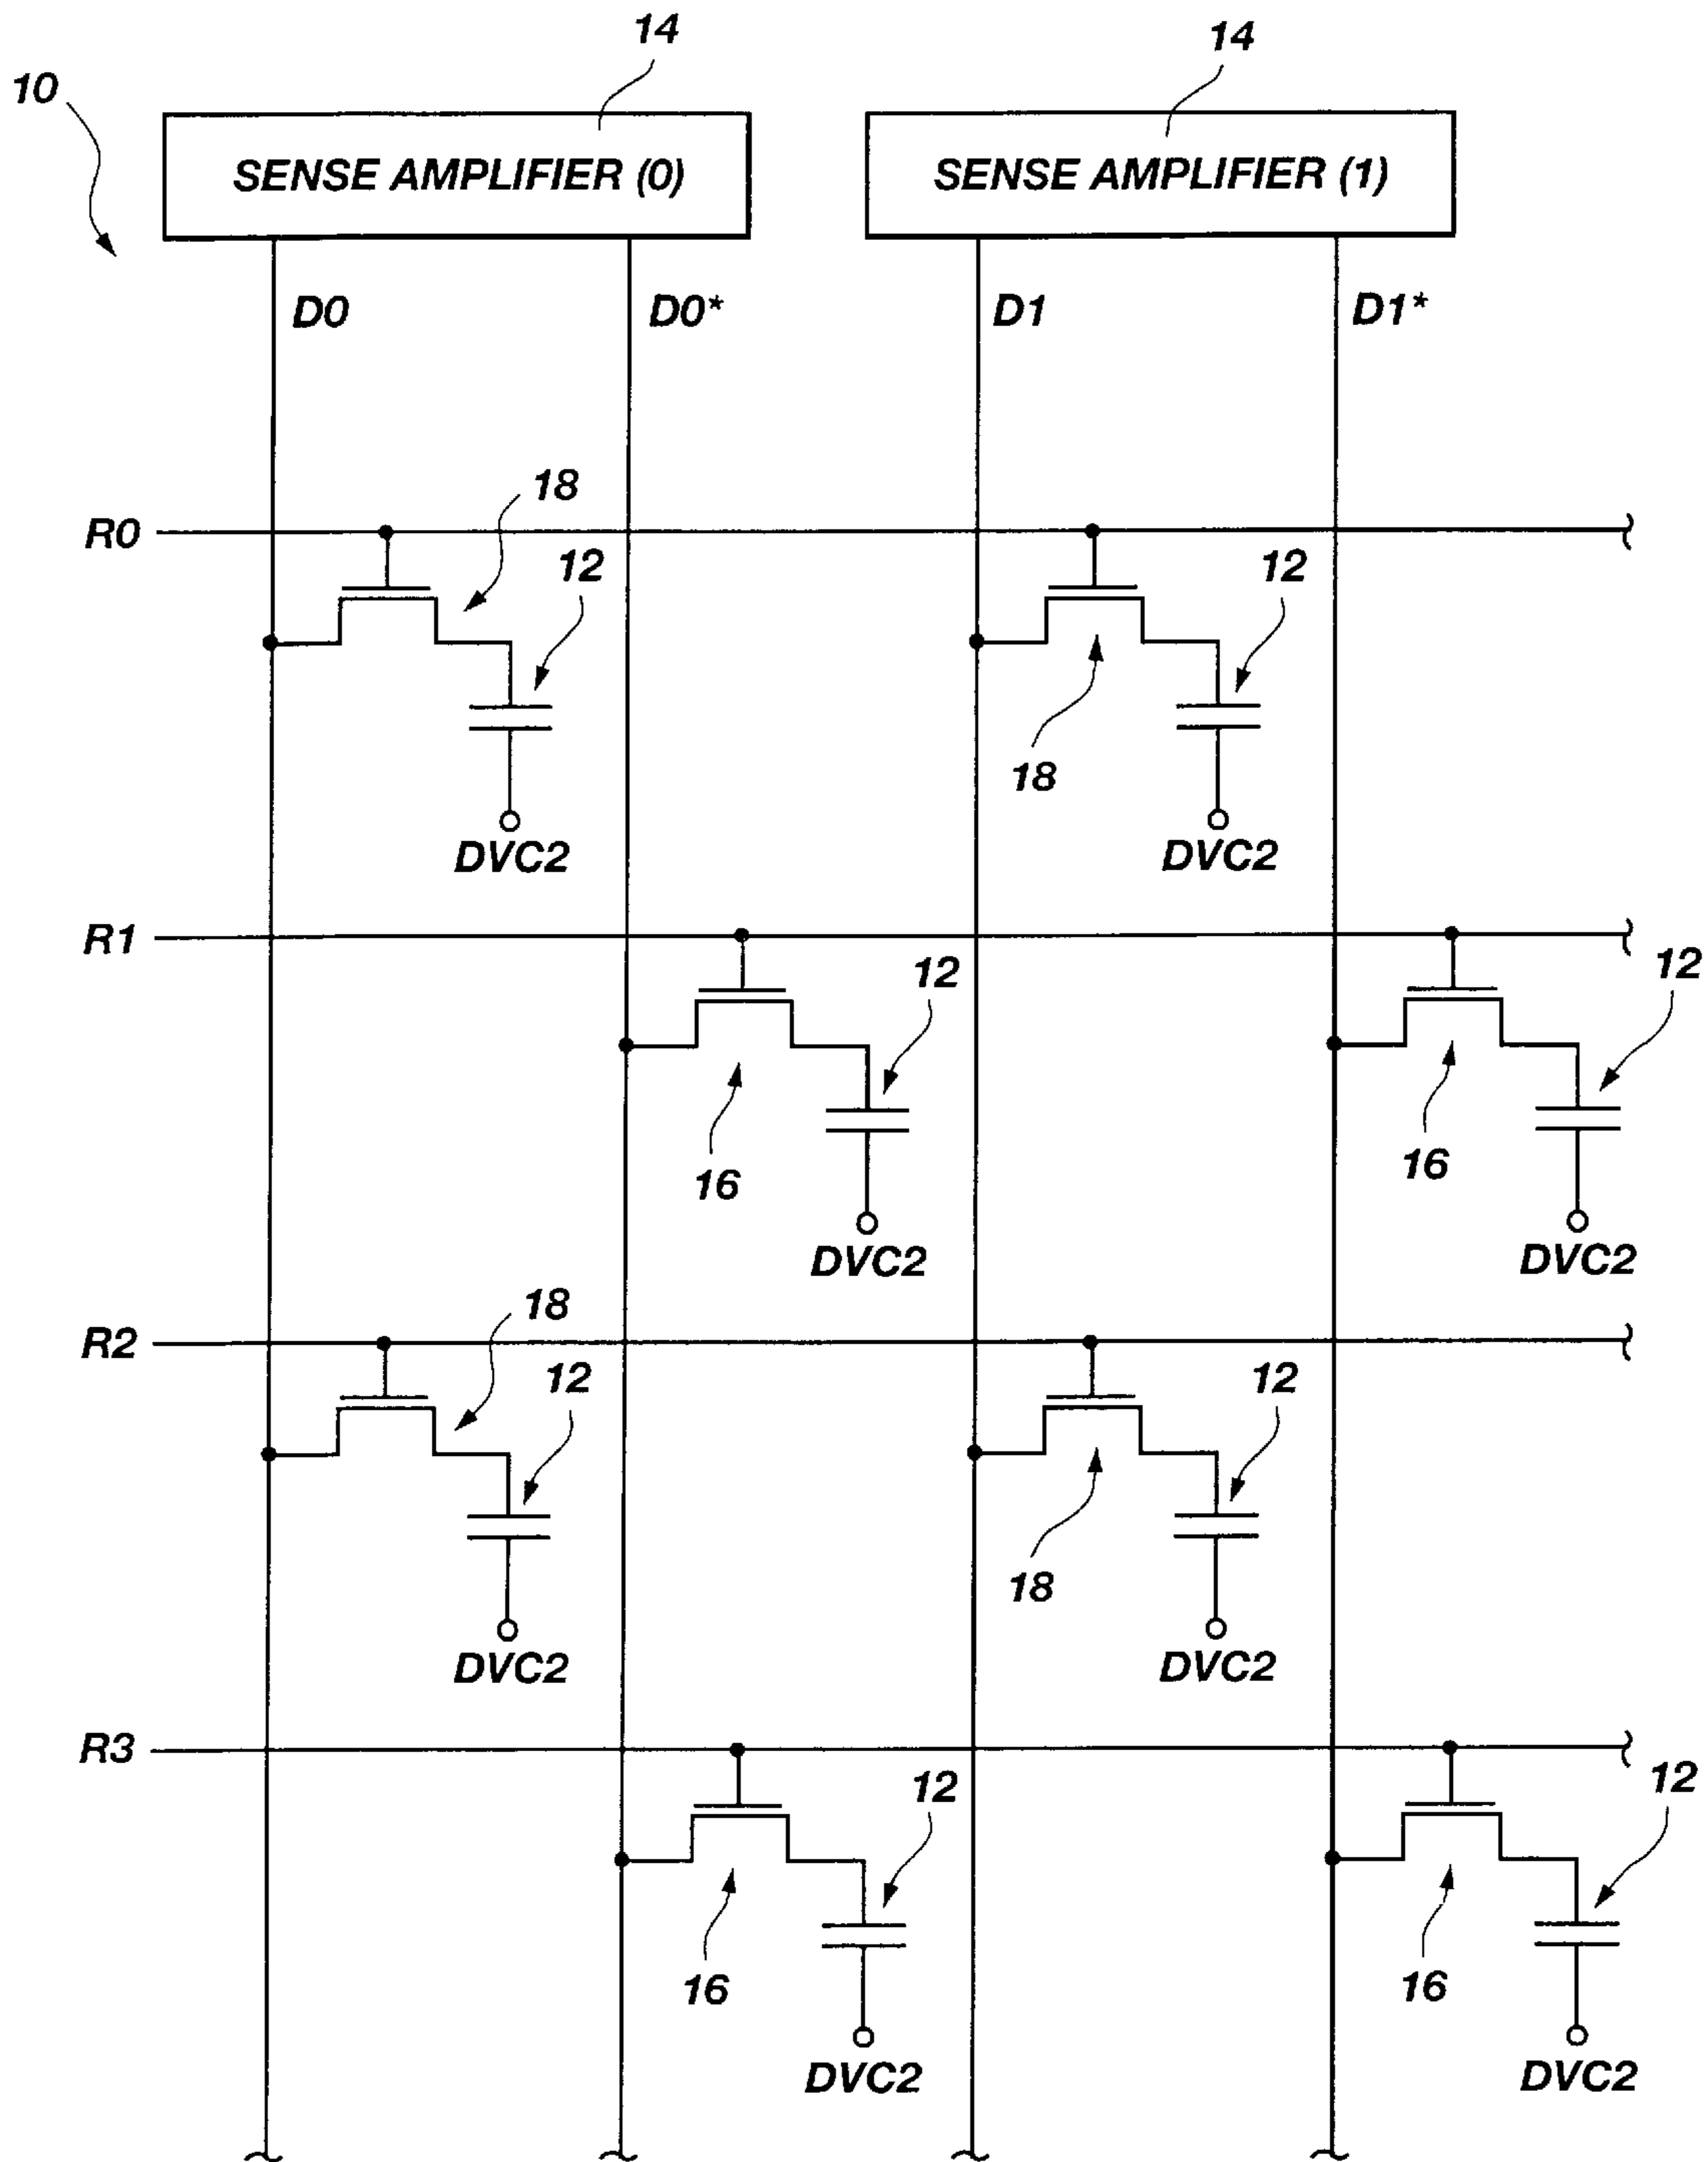 14
14
10
SENSE AMPLIFIER (0)
SENSE AMPLIFIER (1)
D0
D0*
D1
D1*
18
R0
12
12
18
DVC2
DVC2
R1
12
12
16
16
DVC2
DVC2
18
R2
12
12
18
DVC2
DVC2
R3
12
12
16
16
DVC2
DVC2